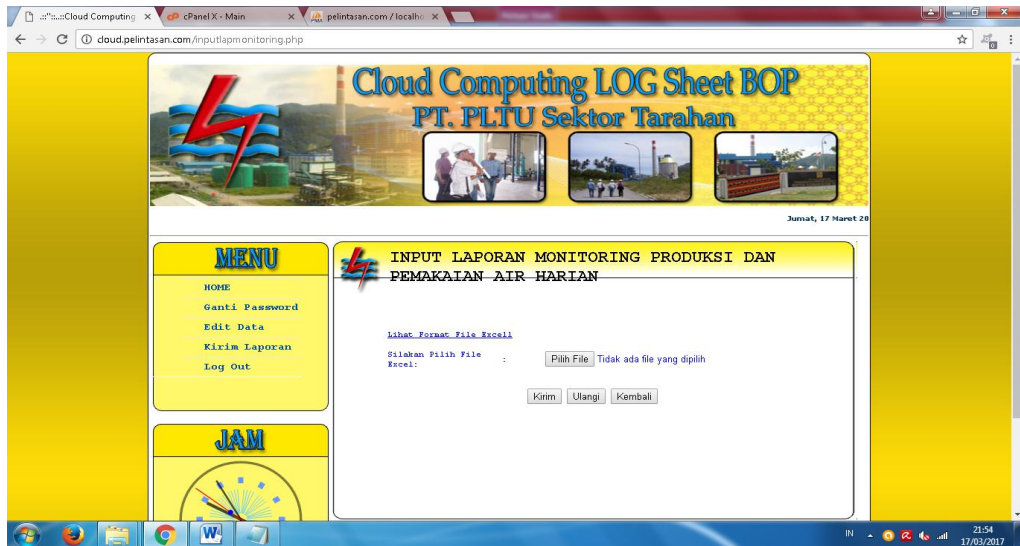 .::"::...::Cloud Computing
cPanel X - Main
pelintasan.com / localho
cloud.pelintasan.com/inputlapmonitoring.php
Cloud Computing LOG Sheet BOP
PT. PLTU Sektor Tarahan
Jumat, 17 Maret 20
MENU
HOME
Ganti Password
Edit Data
Kirim Laporan
Log Out
JAM
INPUT LAPORAN MONITORING PRODUKSI DAN
PEMAKAIAN AIR HARIAN
Lihat Format File Excell
Silakan Pilih File
Excel:
:
Pilih File Tidak ada file yang dipilih
Kirim Ulangi Kembali
IN
21:54
17/03/2017